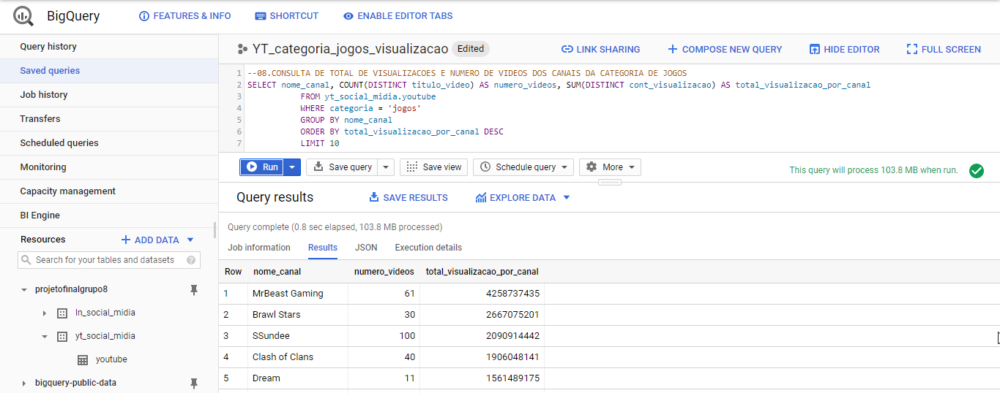 BigQuery
FEATURES & INFO
SHORTCUT
ENABLE EDITOR TABS
Query history
Saved queries
Job history
Transfers
Scheduled queries
Monitoring
Capacity management
BI Engine
Resources
ADD DATA
Search for your tables and datasets
projetofinalgrupo8
ln_social_midia
yt_social_midia
youtube
bigquery-public-data
YT_categoria_jogos_visualizacao Edited
LINK SHARING
COMPOSE NEW QUERY
HIDE EDITOR
FULL SCREEN
1 --08.CONSULTA DE TOTAL DE VISUALIZACOES E NUMERO DE VIDEOS DOS CANAIS DA CATEGORIA DE JOGOS
2 SELECT nome_canal, COUNT(DISTINCT titulo_video) AS numero_videos, SUM(DISTINCT cont_visualizacao) AS total_visualizacao_por_canal
3 FROM yt_social_midia.youtube
4 WHERE categoria = 'jogos'
5 GROUP BY nome_canal
6 ORDER BY total_visualizacao_por_canal DESC
7 LIMIT 10
Run
Save query
Save view
Schedule query
More
This query will process 103.8 MB when run.
Query results
SAVE RESULTS
EXPLORE DATA
Query complete (0.8 sec elapsed, 103.8 MB processed)
Job information Results JSON Execution details
Row nome_canal numero_videos total_visualizacao_por_canal
1 MrBeast Gaming 61 4258737435
2 Brawl Stars 30 2667075201
3 SSundee 100 2090914442
4 Clash of Clans 40 1906048141
5 Dream 11 1561489175